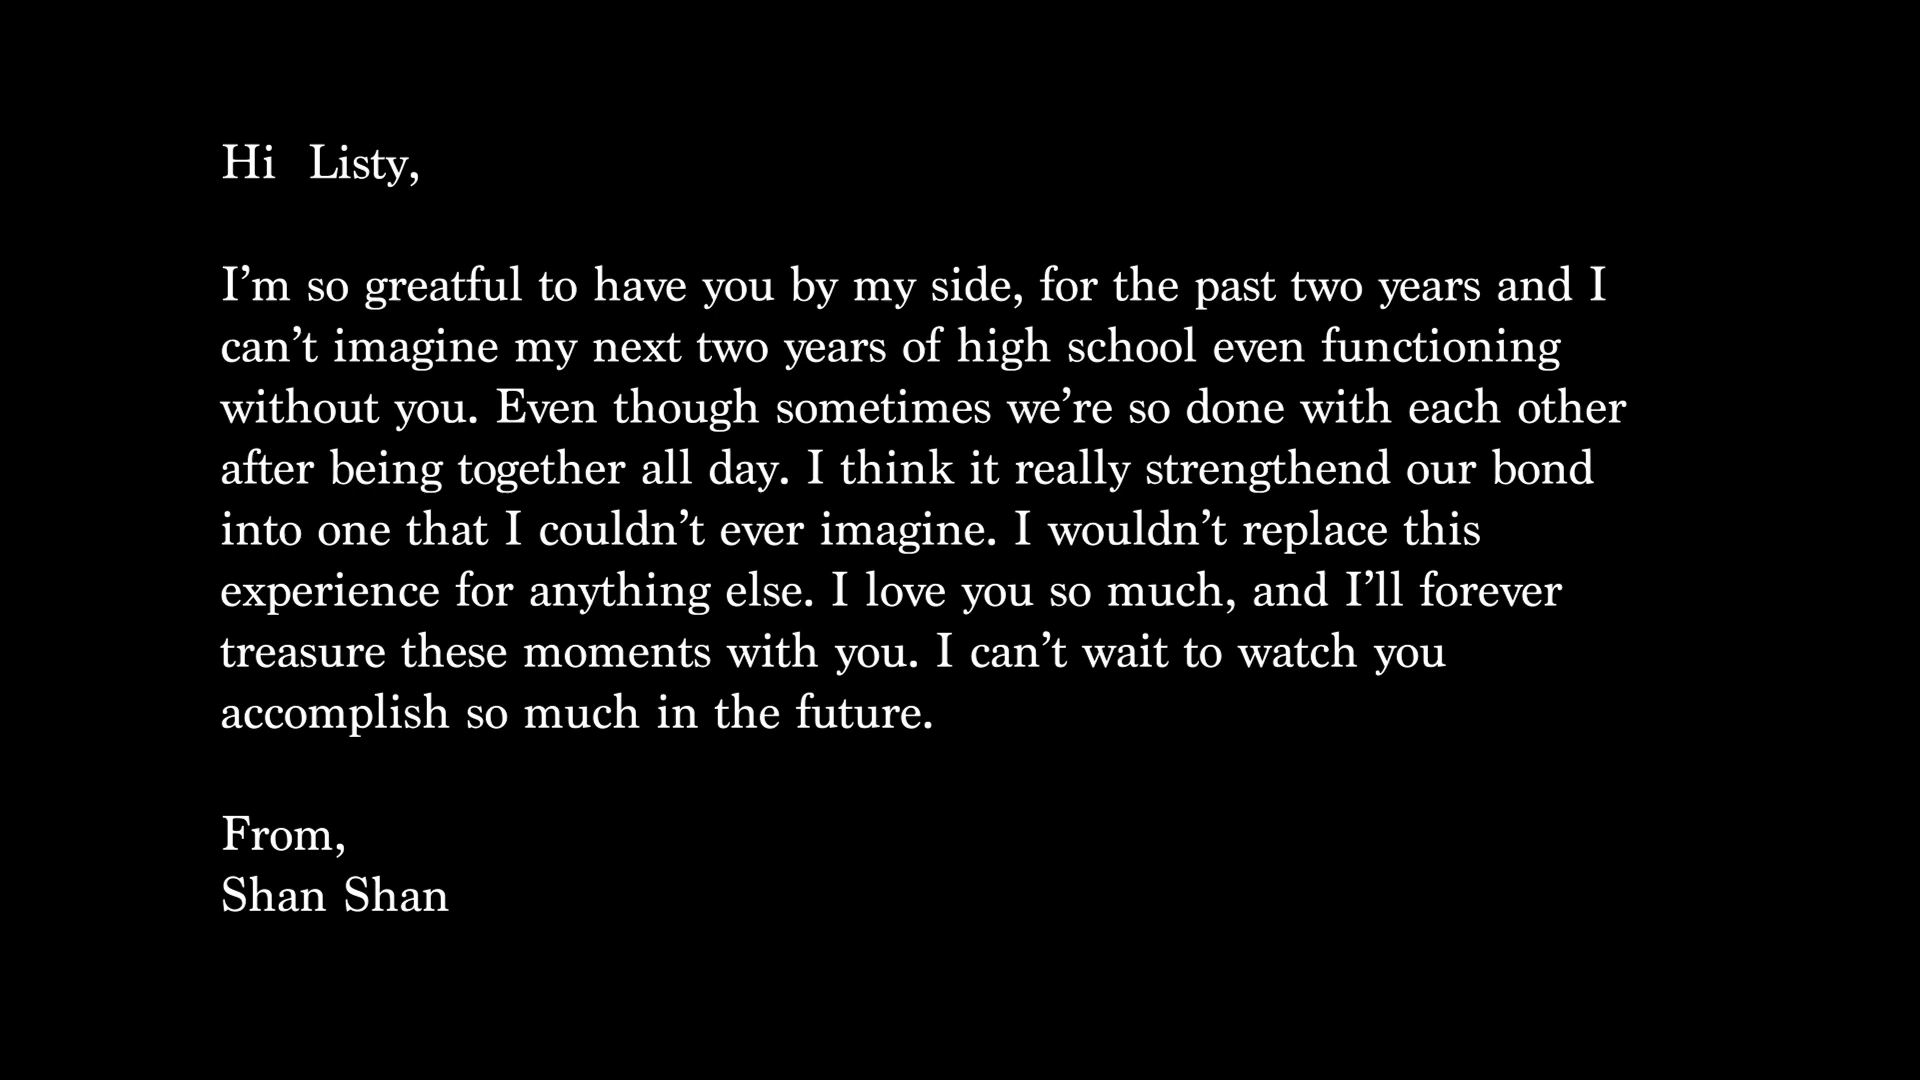 Hi  Listy,
I’m so greatful to have you by my side, for the past two years and I
can’t imagine my next two years of high school even functioning
without you. Even though sometimes we’re so done with each other
after being together all day. I think it really strengthend our bond
into one that I couldn’t ever imagine. I wouldn’t replace this
experience for anything else. I love you so much, and I’ll forever
treasure these moments with you. I can’t wait to watch you
accomplish so much in the future.
From,
Shan Shan